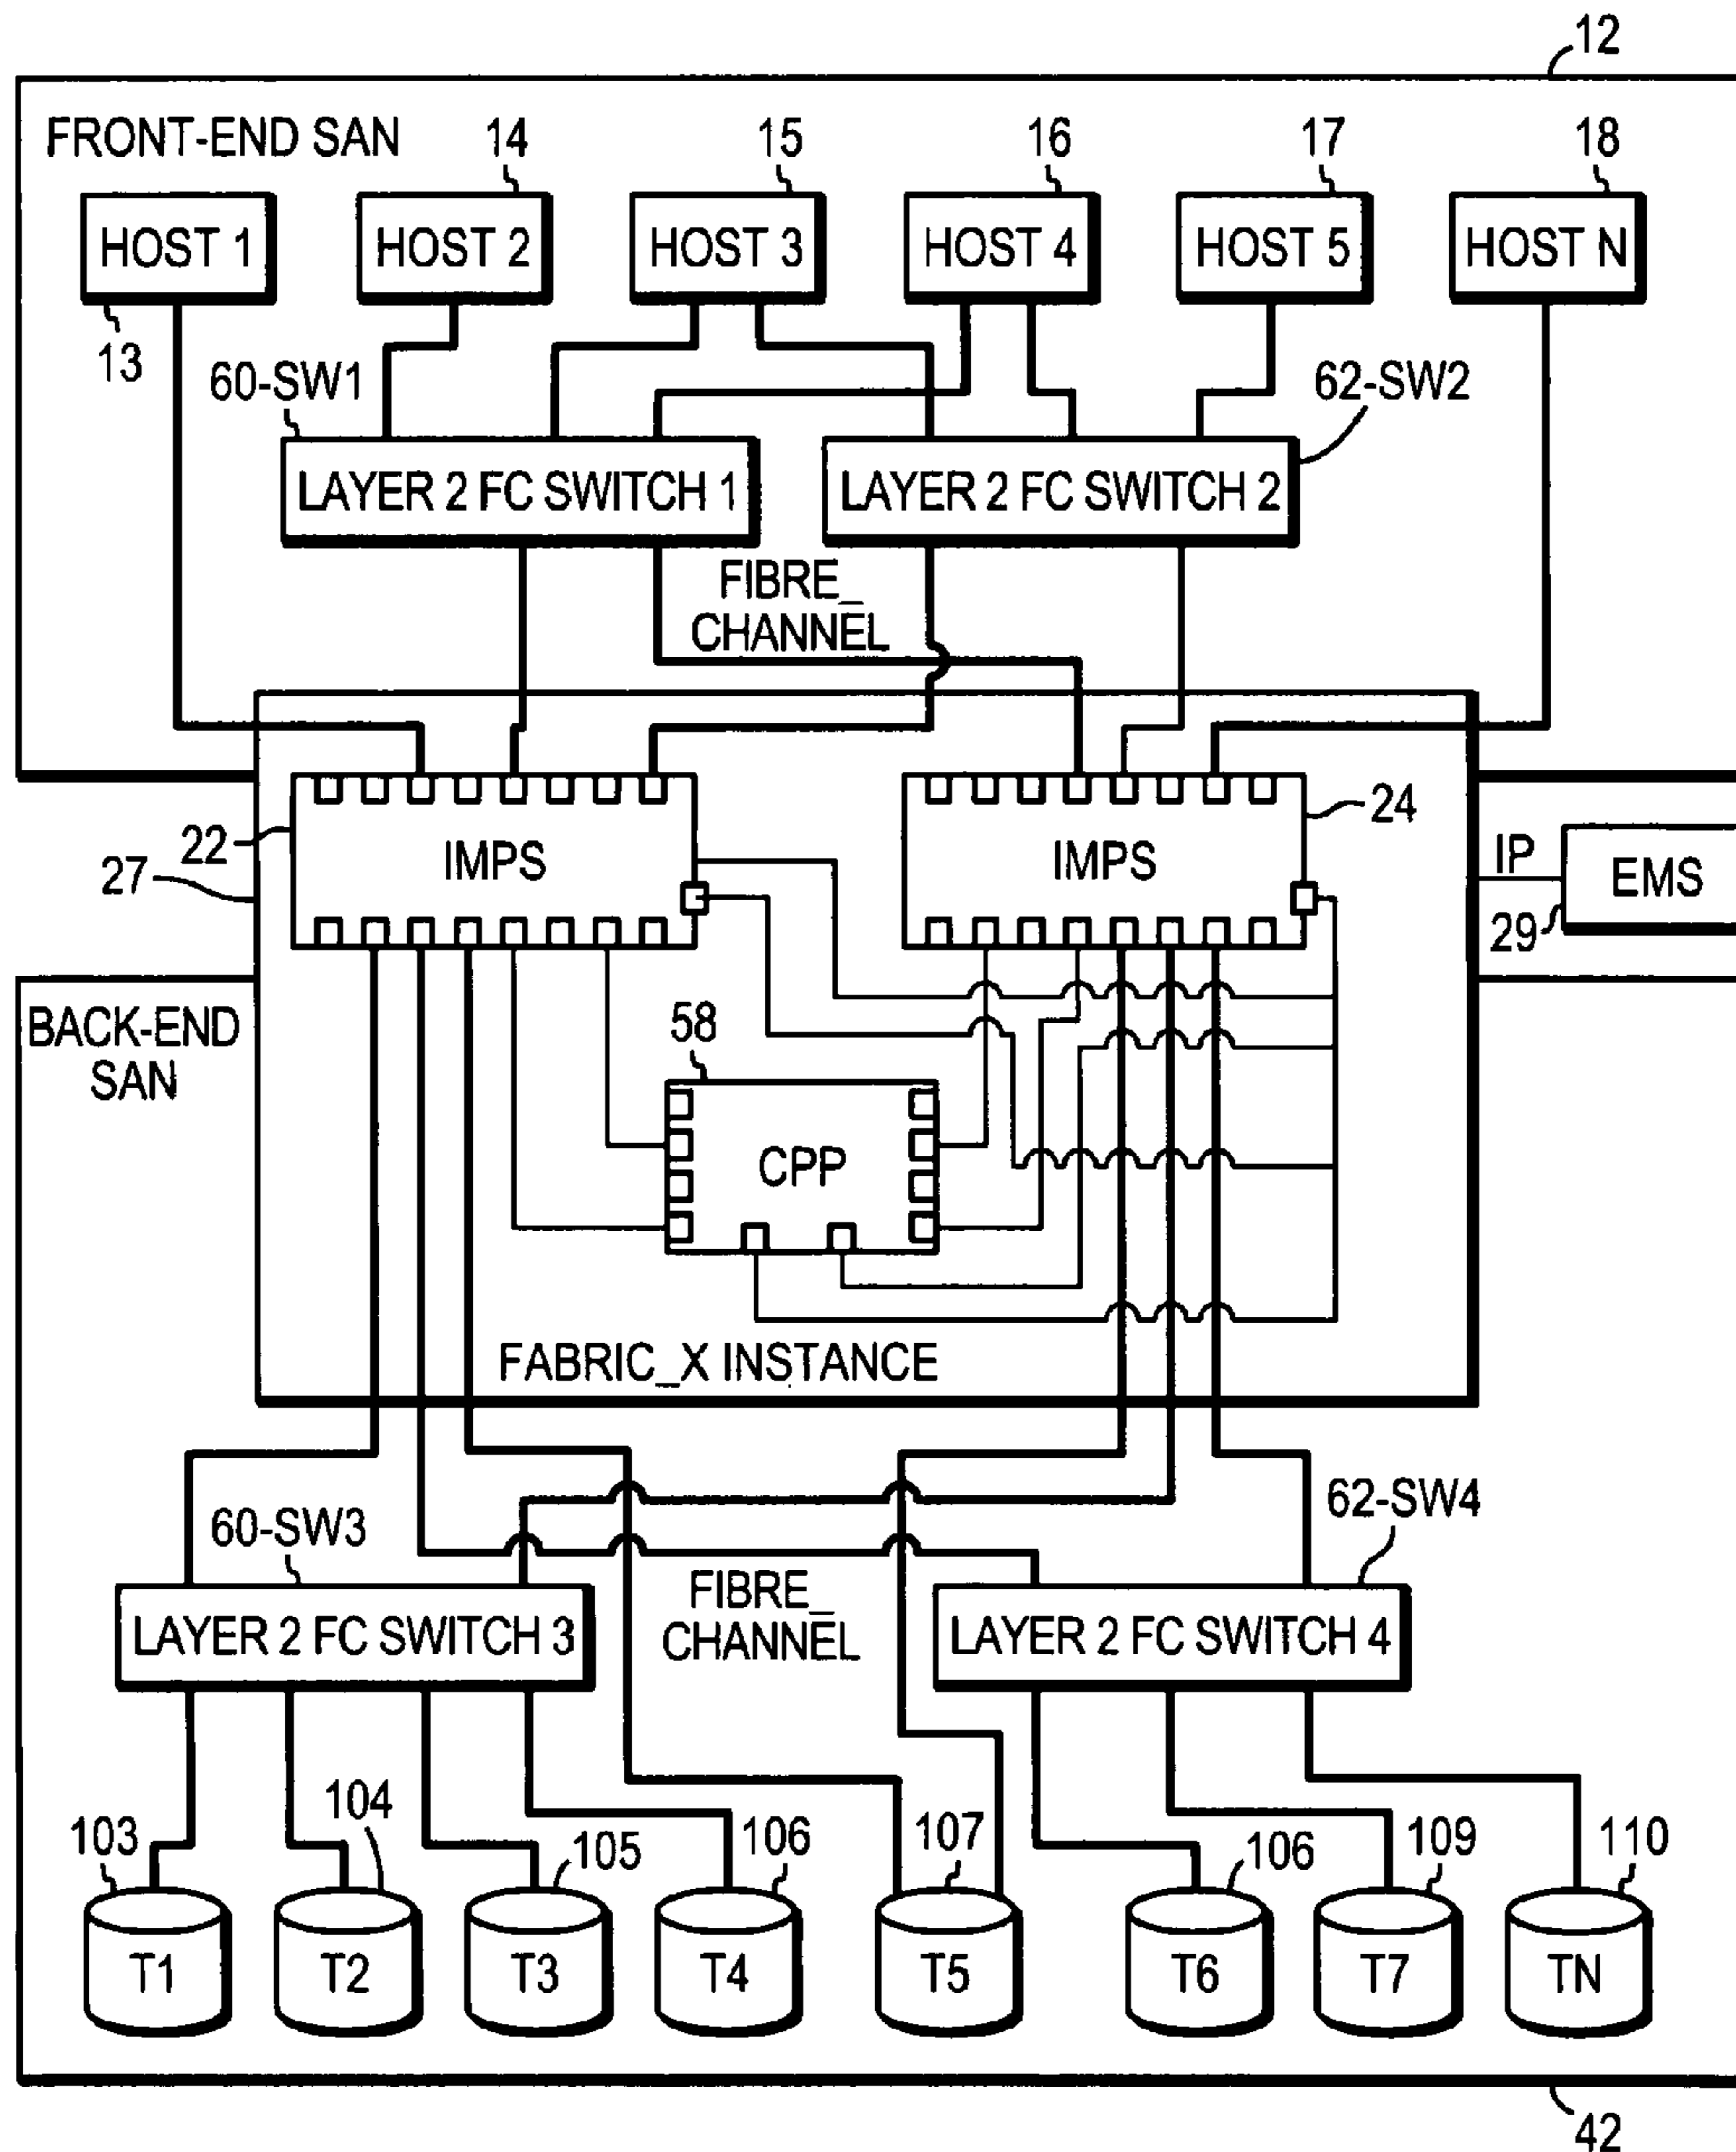 12
FRONT-END SAN
14
15
16
17
18
HOST 1
HOST 2
HOST 3
HOST 4
HOST 5
HOST N
13
60-SW1
62-SW2
LAYER 2 FC SWITCH 1
LAYER 2 FC SWITCH 2
FIBRE_
CHANNEL
22
27
IMPS
IMPS
24
IP
EMS
29
BACK-END
SAN
58
CPP
FABRIC_X INSTANCE
60-SW3
62-SW4
FIBRE_
CHANNEL
LAYER 2 FC SWITCH 3
LAYER 2 FC SWITCH 4
103
104
105
106
107
106
109
110
T1
T2
T3
T4
T5
T6
T7
TN
42